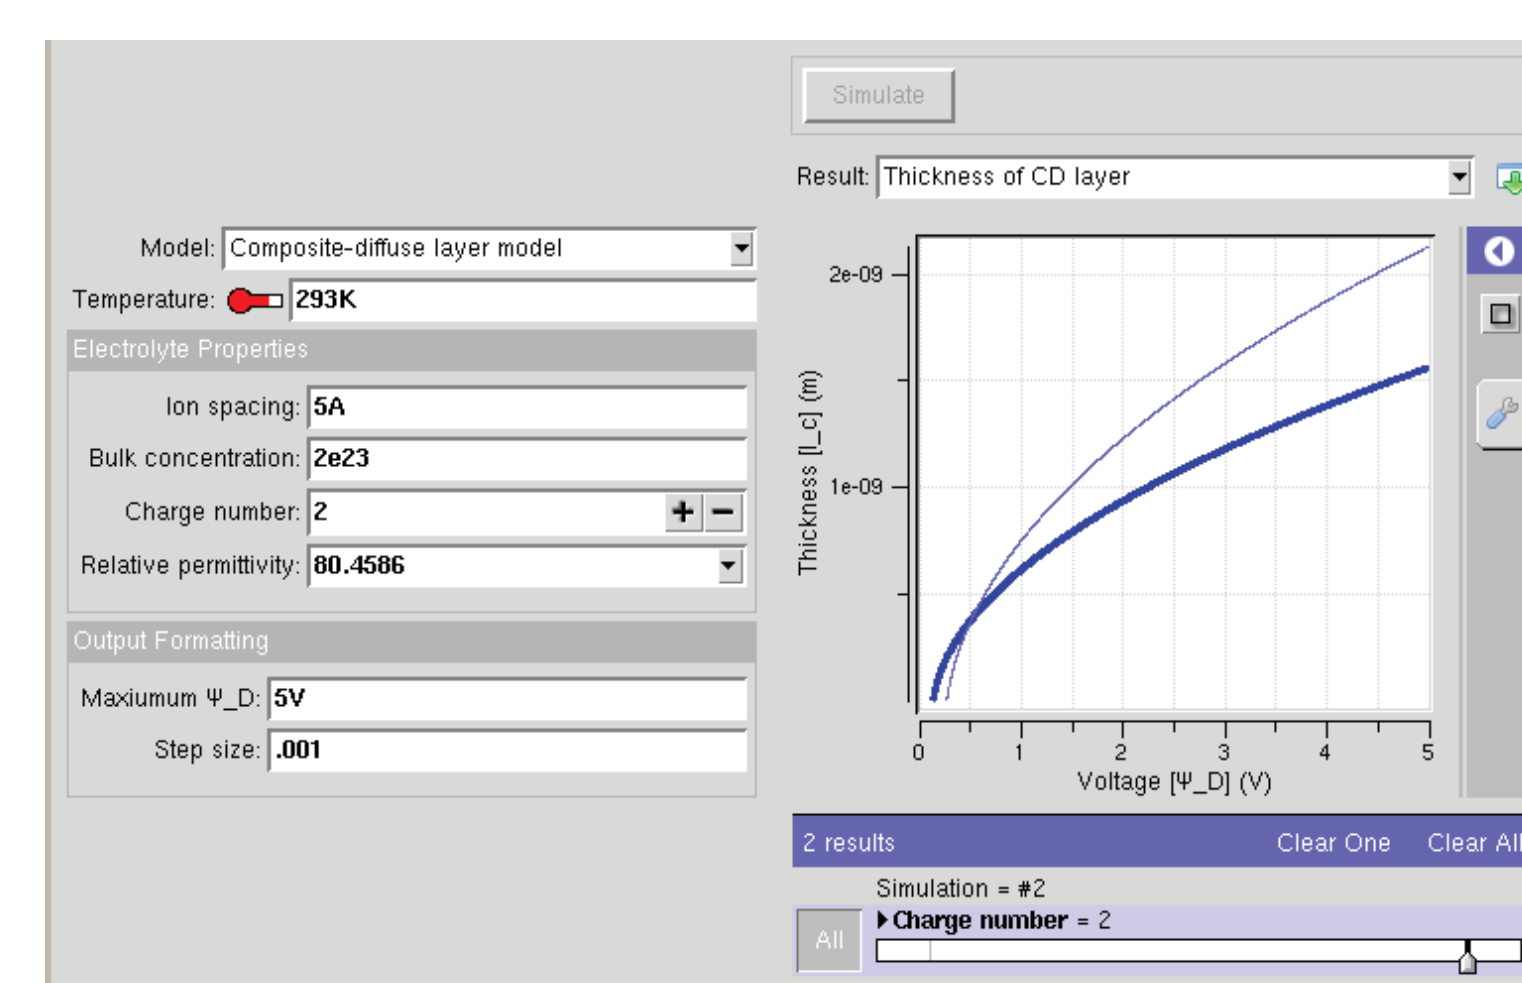 Simulate
Result: Thickness of CD layer
Model: Composite-diffuse layer model
Temperature: 293K
Electrolyte Properties
Ion spacing: 5A
Bulk concentration: 2e23
Charge number: 2
Relative permittivity: 80.4586
Output Formatting
Maxiumum Ψ_D: 5V
Step size: .001
Thickness [l_c] (m)
2e-09
1e-09
0 1 2 3 4 5
Voltage [Ψ_D] (V)
2 results Clear One Clear All
Simulation = #2
All
Charge number = 2